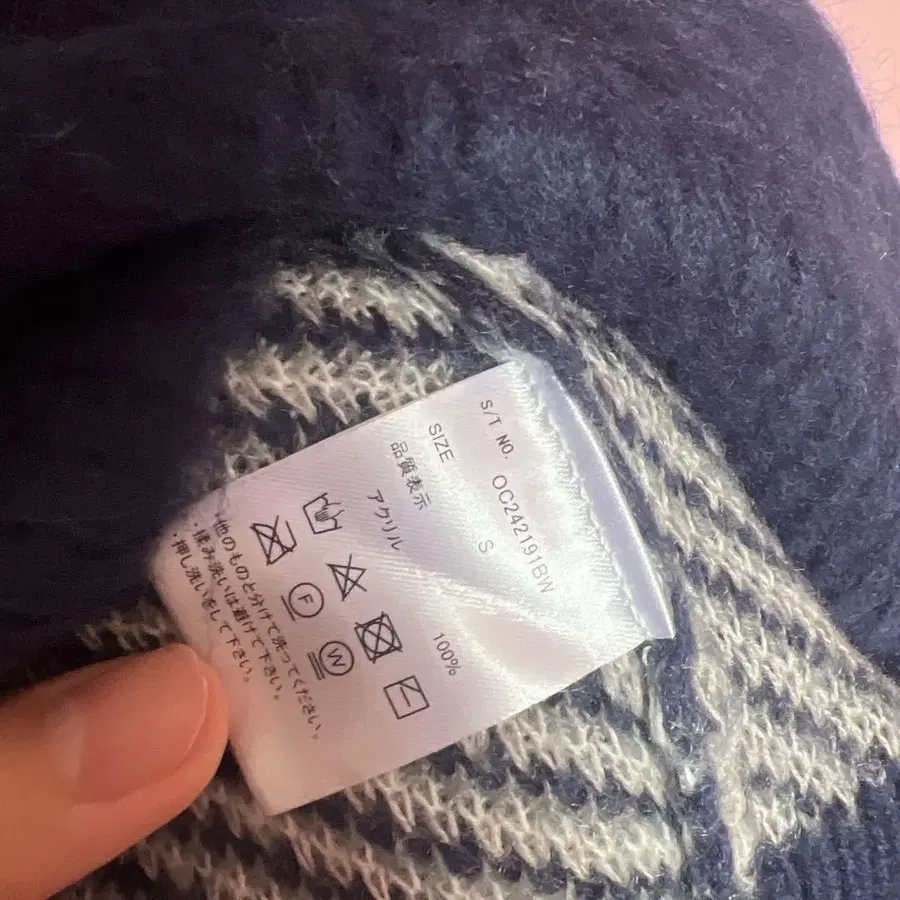 S/T NO. OC242191BW
SIZE S
品質表示
アクリル 100%
F
W
・他のものと分けて洗ってください。
・揉み洗いは避けて下さい。
・押し洗いをして下さい。